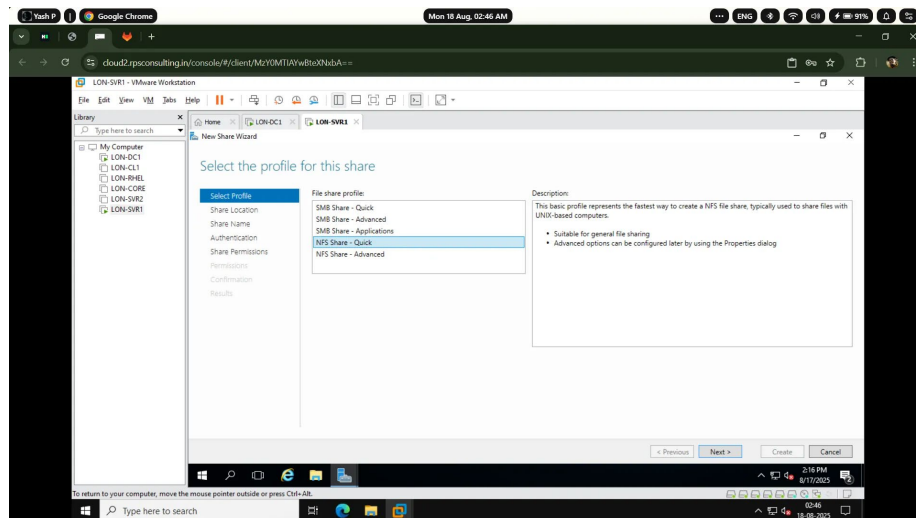 Yash P
Google Chrome
Mon 18 Aug, 02:46 AM
ENG
91%
cloud2.rpsconsulting.in/console/#/client/MzY0MTIAYwBteXNxbA==
LON-SVR1 - VMware Workstation
File Edit View VM Tabs Help
Library
Home
LON-DC1
LON-SVR1
Type here to search
My Computer
LON-DC1
LON-CL1
LON-RHEL
LON-CORE
LON-SVR2
LON-SVR1
New Share Wizard
Select the profile for this share
Select Profile
Share Location
Share Name
Authentication
Share Permissions
Permissions
Confirmation
Results
File share profile:
SMB Share - Quick
SMB Share - Advanced
SMB Share - Applications
NFS Share - Quick
NFS Share - Advanced
Description:
This basic profile represents the fastest way to create a NFS file share, typically used to share files with
UNIX-based computers.
• Suitable for general file sharing
• Advanced options can be configured later by using the Properties dialog
< Previous
Next >
Create
Cancel
2:16 PM
8/17/2025
2
To return to your computer, move the mouse pointer outside or press Ctrl+Alt.
Type here to search
02:46
18-08-2025